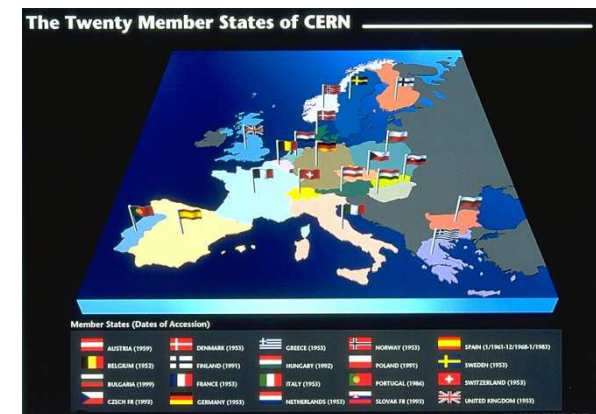 The Twenty Member States of CERN
Member States (Dates of Accession)
AUSTRIA (1959)
BELGIUM (1953)
BULGARIA (1999)
CZECH FR (1993)
DENMARK (1953)
FINLAND (1991)
FRANCE (1953)
GERMANY (1953)
GREECE (1953)
HUNGARY (1992)
ITALY (1953)
NETHERLANDS (1953)
NORWAY (1953)
POLAND (1991)
PORTUGAL (1986)
SLOVAK FR (1993)
SPAIN (1/1961-12/1968-1/1983)
SWEDEN (1953)
SWITZERLAND (1953)
UNITED KINGDOM (1953)